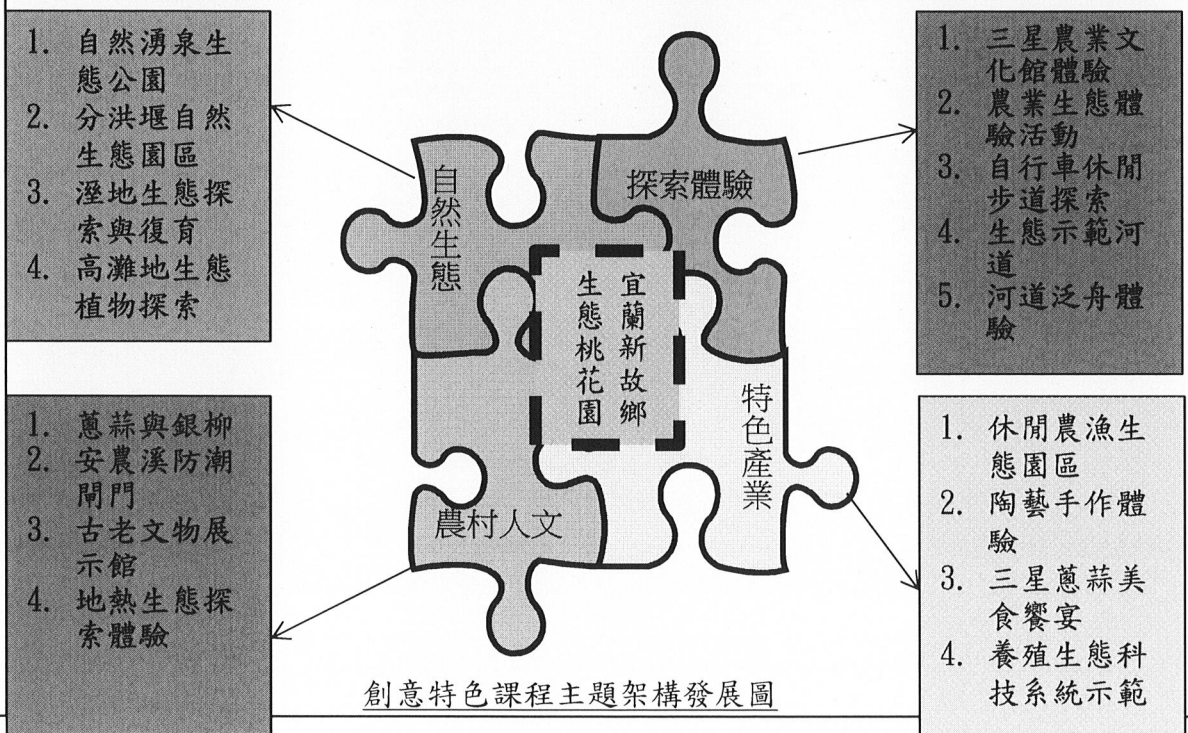 1. 自然湧泉生
態公園
2. 分洪堰自然
生態園區
3. 溼地生態探
索與復育
4. 高灘地生態
植物探索
1. 三星農業文
化館體驗
2. 農業生態體
驗活動
3. 自行車休閒
步道探索
4. 生態示範河
道
5. 河道泛舟體
驗
自然生態
探索體驗
宜蘭新故鄉
生態桃花園
特色產業
農村人文
1. 蔥蒜與銀柳
2. 安農溪防潮
閘門
3. 古老文物展
示館
4. 地熱生態探
索體驗
1. 休閒農漁生
態園區
2. 陶藝手作體
驗
3. 三星蔥蒜美
食饗宴
4. 養殖生態科
技系統示範
創意特色課程主題架構發展圖